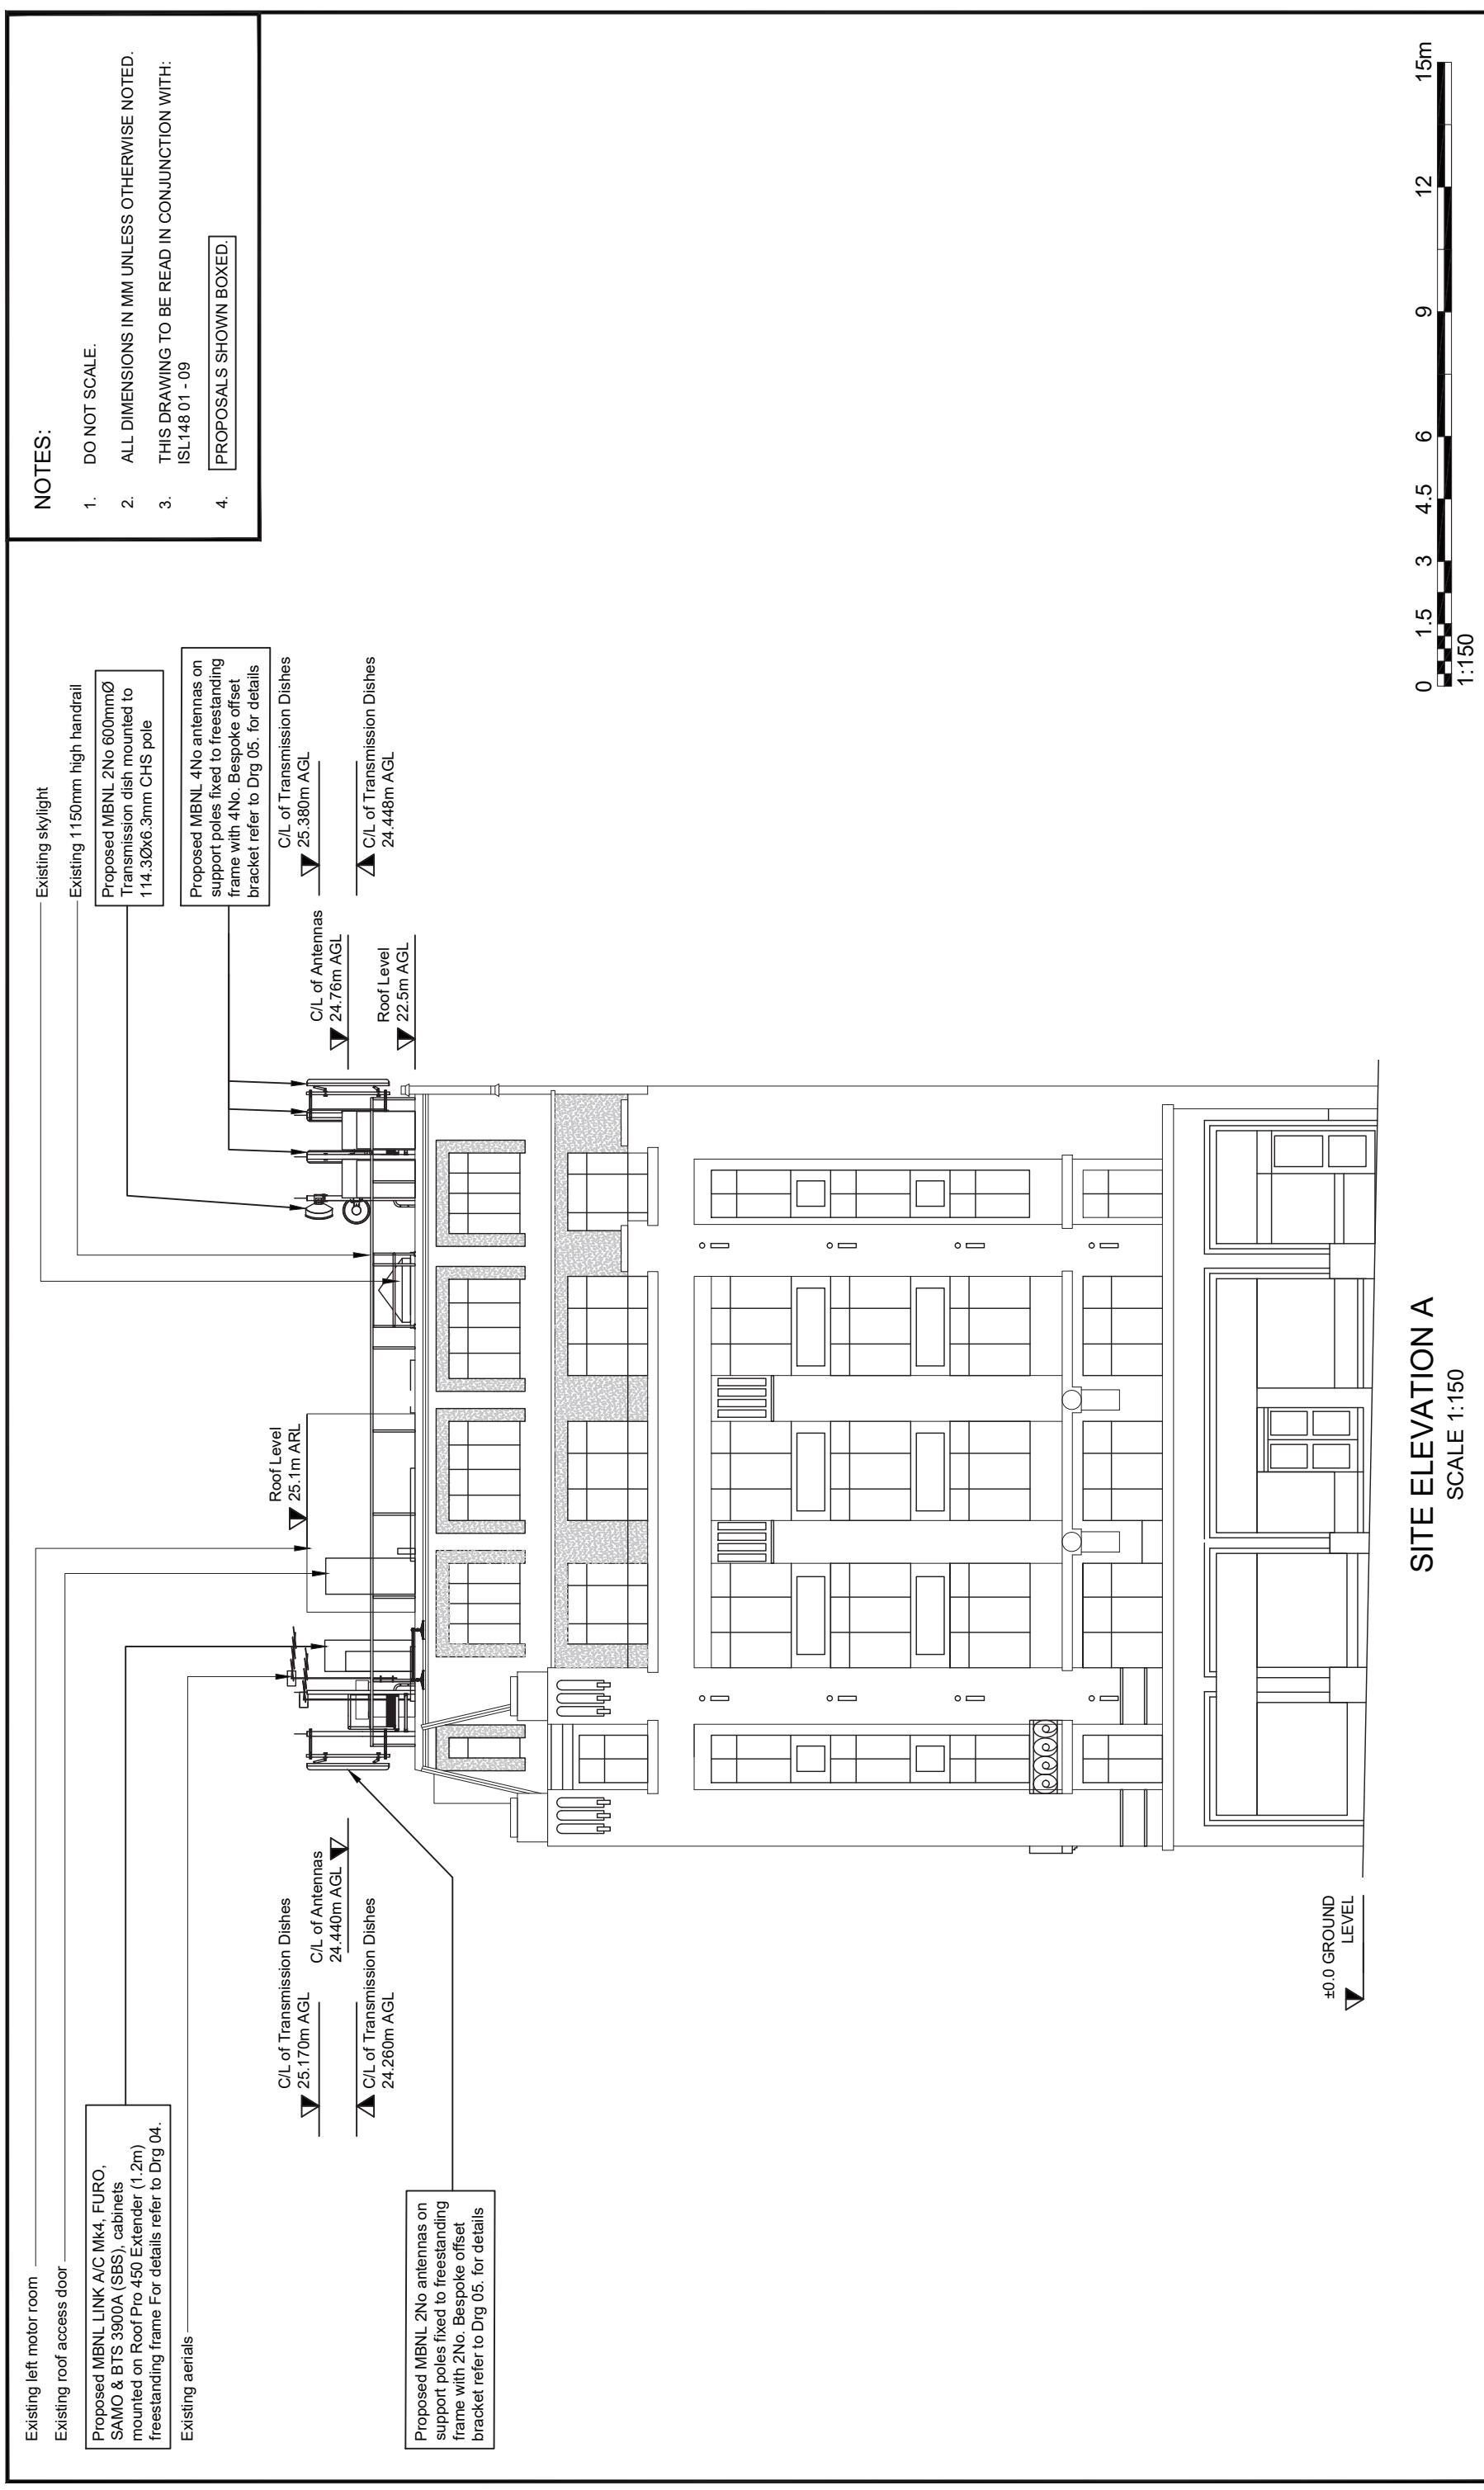 Existing left motor room
Existing roof access door
Proposed MBNL LINK A/C Mk4, FURO,
SAMO & BTS 3900A (SBS), cabinets
mounted on Roof Pro 450 Extender (1.2m)
freestanding frame For details refer to Drg 04.
Existing aerials
C/L of Transmission Dishes
25.170m AGL
C/L of Antennas
24.440m AGL
C/L of Transmission Dishes
24.260m AGL
Proposed MBNL 2No antennas on
support poles fixed to freestanding
frame with 2No. Bespoke offset
bracket refer to Drg 05. for details
Roof Level
25.1m ARL
Existing skylight
Existing 1150mm high handrail
Proposed MBNL 2No 600mmØ
Transmission dish mounted to
114.3Øx6.3mm CHS pole
Proposed MBNL 4No antennas on
support poles fixed to freestanding
frame with 4No. Bespoke offset
bracket refer to Drg 05. for details
C/L of Transmission Dishes
25.380m AGL
C/L of Antennas
24.76m AGL
C/L of Transmission Dishes
24.448m AGL
Roof Level
22.5m AGL
NOTES:
1. DO NOT SCALE.
2. ALL DIMENSIONS IN MM UNLESS OTHERWISE NOTED.
3. THIS DRAWING TO BE READ IN CONJUNCTION WITH:
ISL148 01 - 09
4. PROPOSALS SHOWN BOXED.
±0.0 GROUND
LEVEL
SITE ELEVATION A
SCALE 1:150
0 1.5 3 4.5 6 9 12 15m
1:150